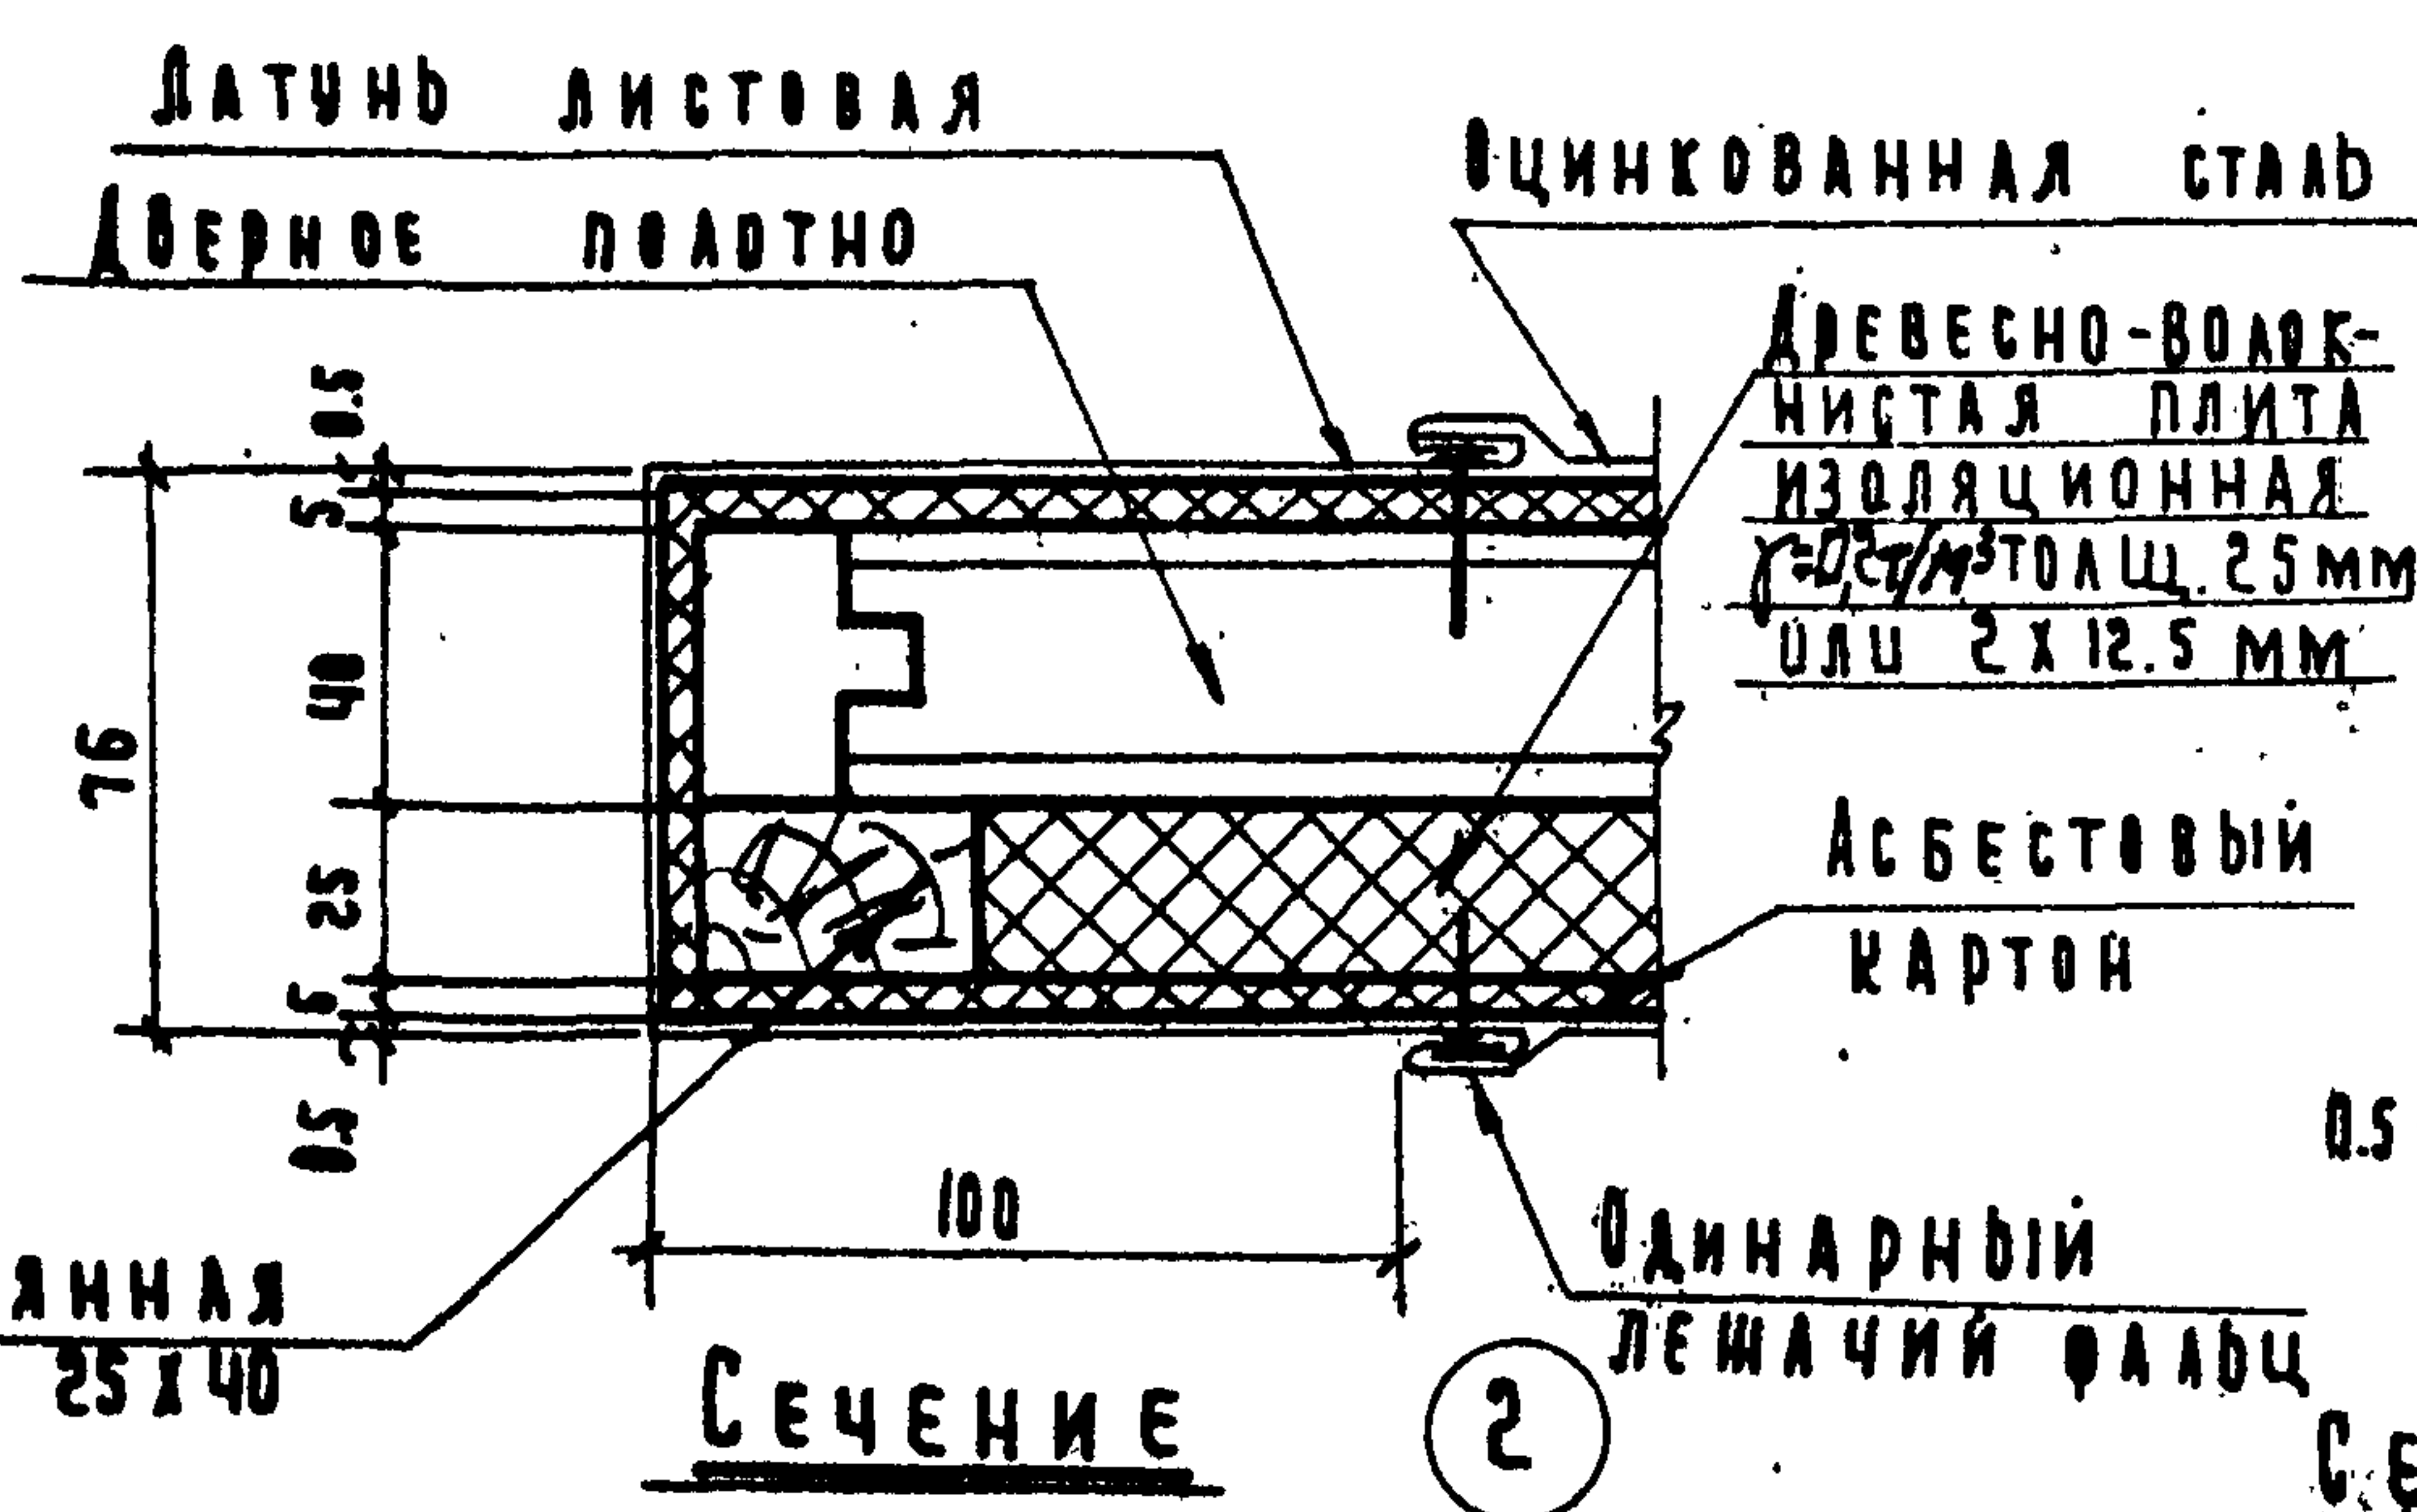 Латунь листовая
Дверное полотно
Оцинкованная сталь
Древесно-волок-
нистая плита
изоляционная
толщ. 25 мм
или 2 х 12.5 мм
Асбестовый
картон
0.5
5
40
25
5
0.5
76
100
0.5
Одинарный
лежачий фальц
янная
25 х 40
Сечение
2
Се